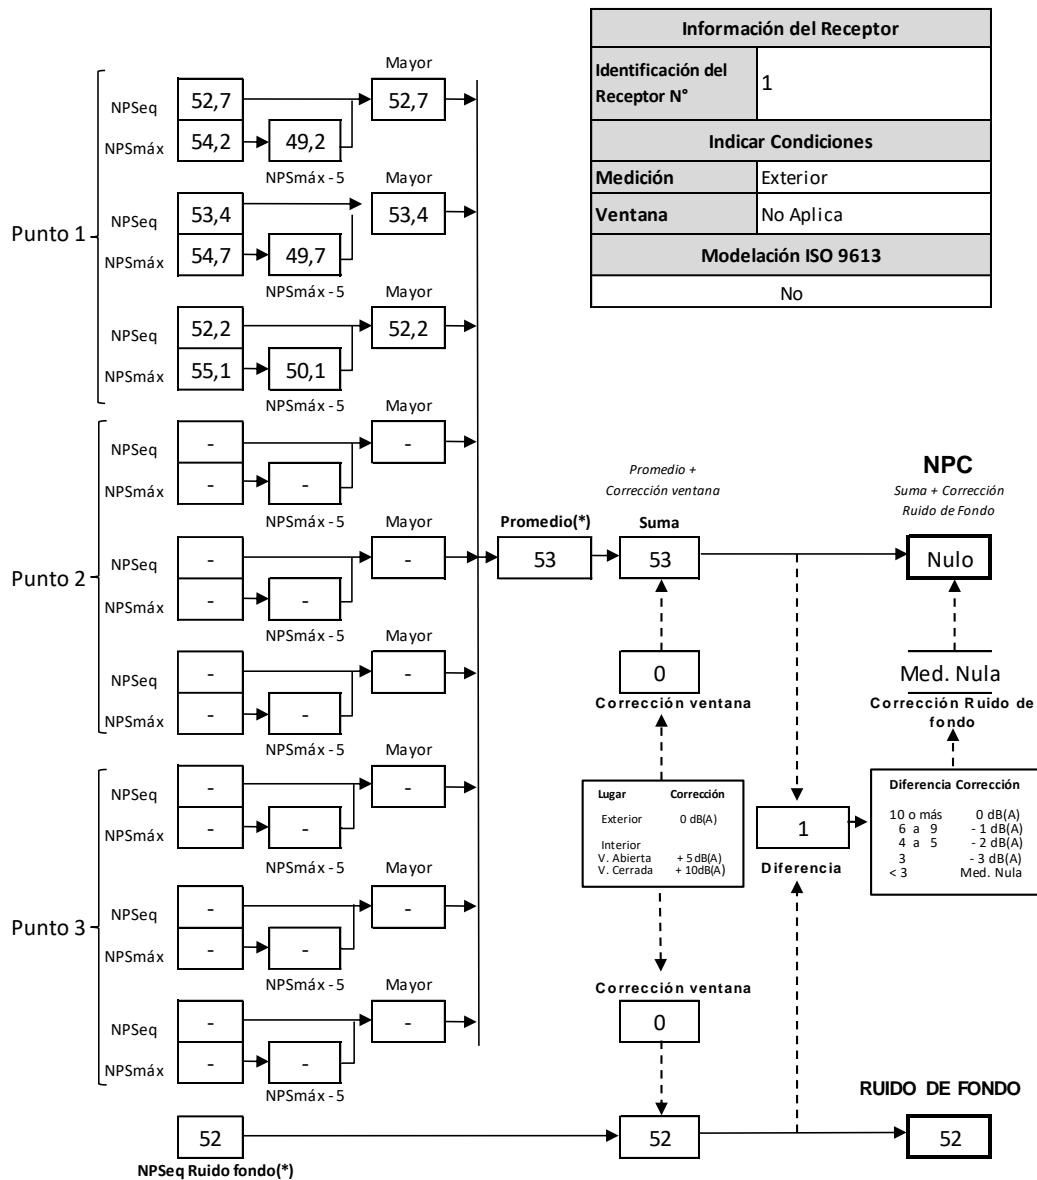 Información del Receptor
Identificación del
Receptor N°
1
Indicar Condiciones
Medición
Exterior
Ventana
No Aplica
Modelación ISO 9613
No
Punto 1
Mayor
NPSeq
52,7
52,7
NPSmáx
54,2
49,2
NPSmáx - 5
Mayor
NPSeq
53,4
53,4
NPSmáx
54,7
49,7
NPSmáx - 5
Mayor
NPSeq
52,2
52,2
NPSmáx
55,1
50,1
NPSmáx - 5
Punto 2
Mayor
NPSeq
-
-
NPSmáx
-
-
NPSmáx - 5
Mayor
NPSeq
-
-
NPSmáx
-
-
NPSmáx - 5
Mayor
NPSeq
-
-
NPSmáx
-
-
NPSmáx - 5
Punto 3
Mayor
NPSeq
-
-
NPSmáx
-
-
NPSmáx - 5
Mayor
NPSeq
-
-
NPSmáx
-
-
NPSmáx - 5
Mayor
NPSeq
-
-
NPSmáx
-
-
NPSmáx - 5
52
NPSeq Ruido fondo(*)
Promedio(*)
53
Promedio +
Corrección ventana
Suma
53
0
Corrección ventana
Lugar Corrección
Exterior 0 dB(A)
Interior
V. Abierta + 5 dB(A)
V. Cerrada + 10dB(A)
Corrección ventana
0
52
1
Diferencia
NPC
Suma + Corrección
Ruido de Fondo
Nulo
Med. Nula
Corrección Ruido de
fondo
Diferencia Corrección
10 o más 0 dB(A)
6 a 9 - 1 dB(A)
4 a 5 - 2 dB(A)
3 - 3 dB(A)
< 3 Med. Nula
RUIDO DE FONDO
52